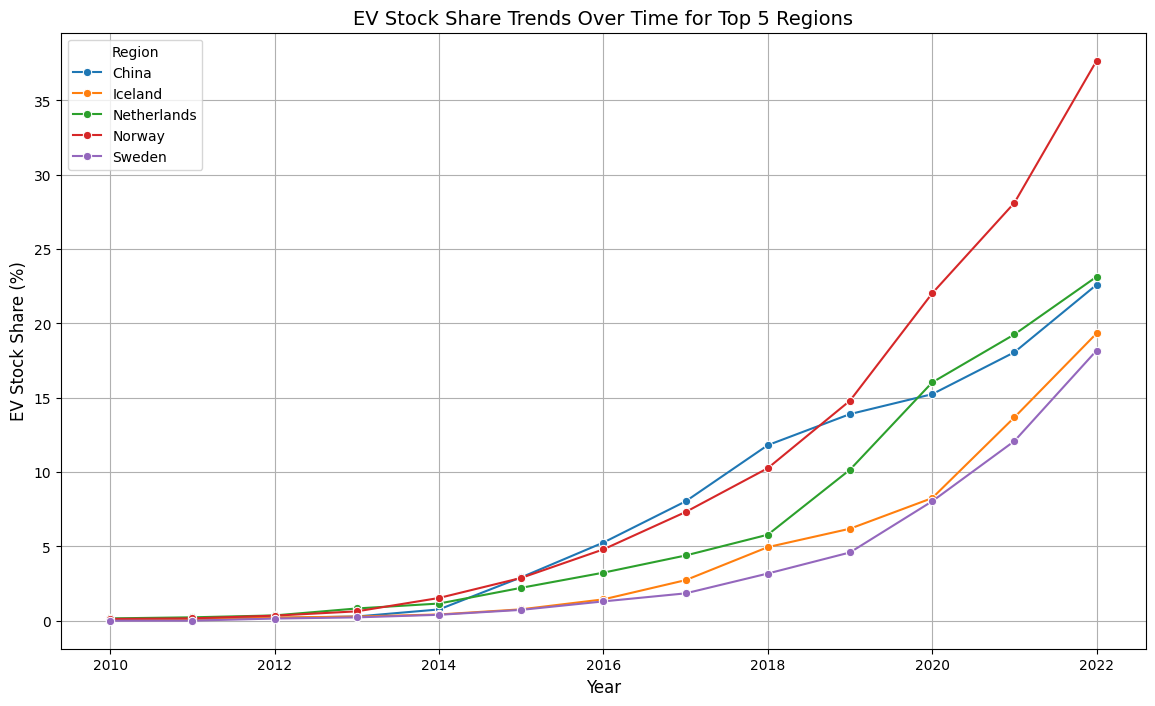 EV Stock Share Trends Over Time for Top 5 Regions
Region
China
Iceland
Netherlands
Norway
Sweden
EV Stock Share (%)
35
30
25
20
15
10
5
0
2010 2012 2014 2016 2018 2020 2022
Year